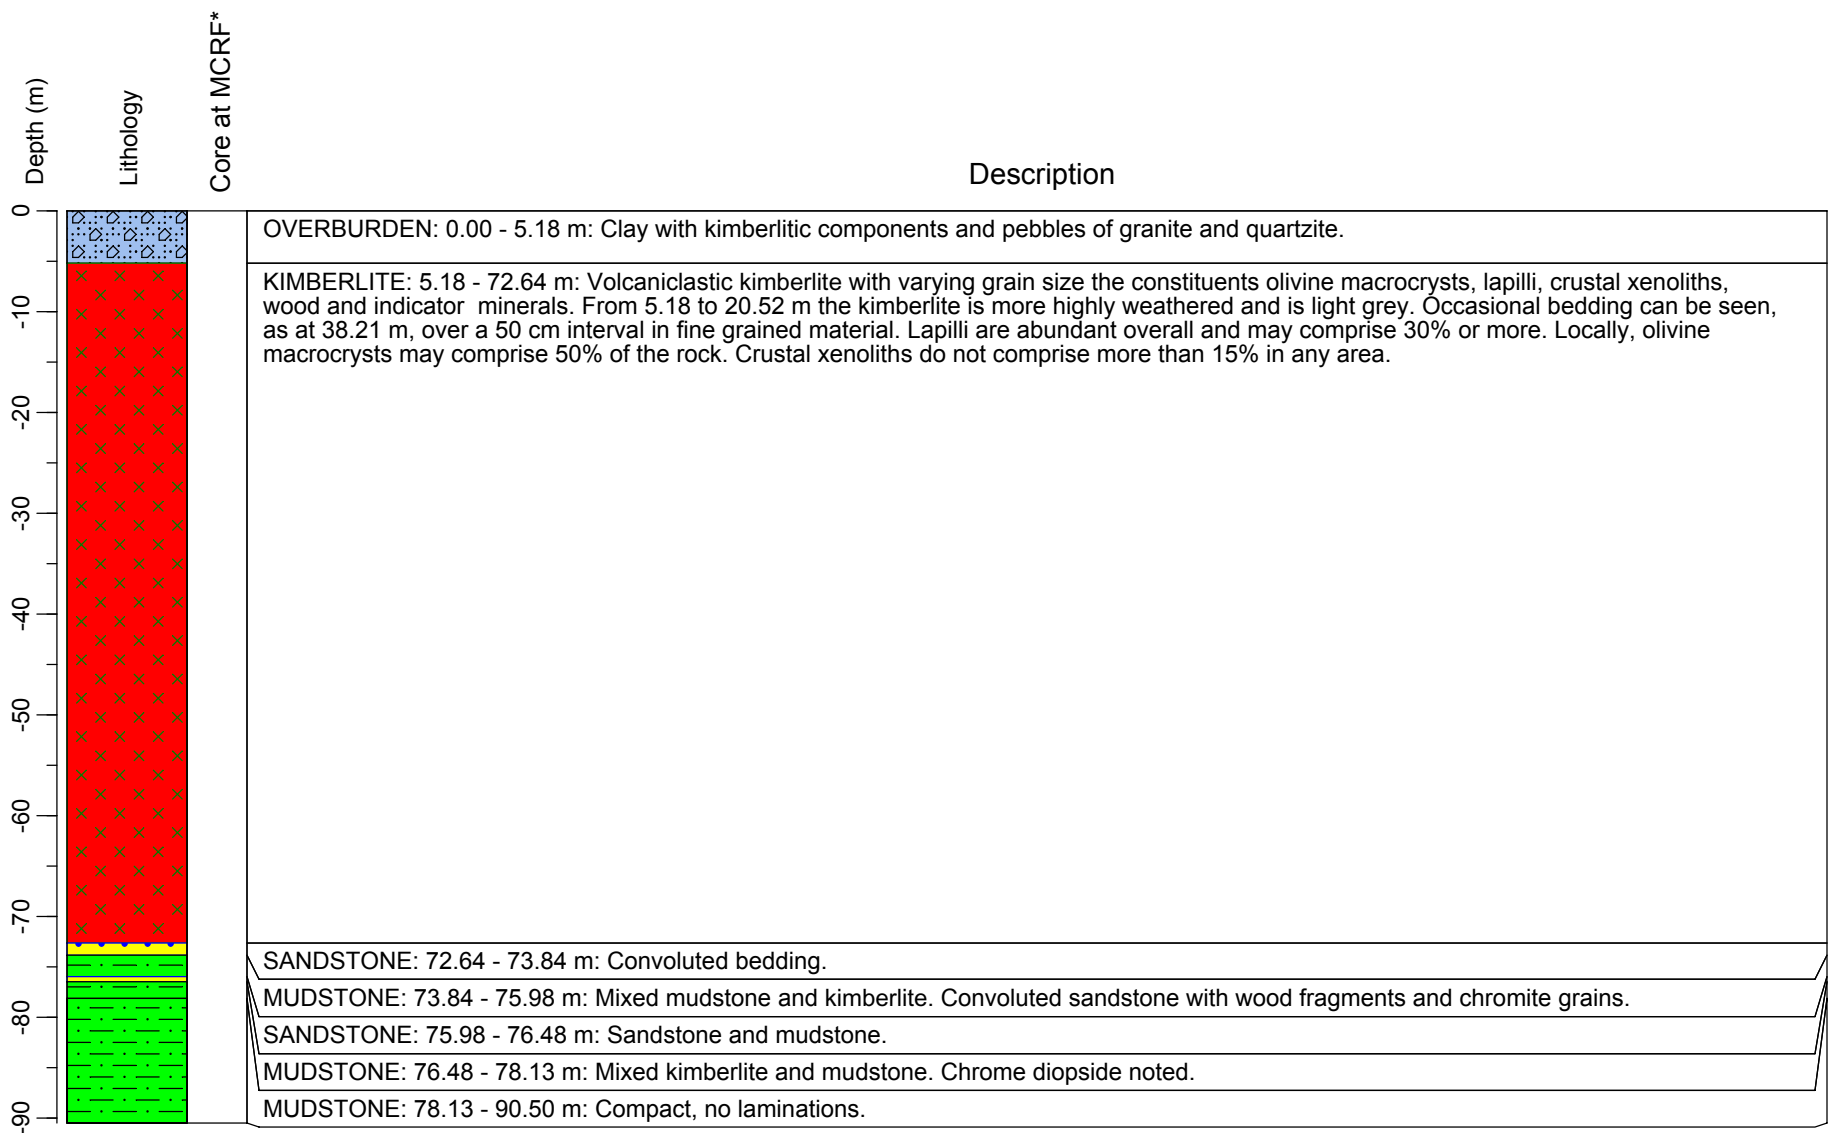 Depth (m)
Lithology
Core at MCRF*
Description
0
OVERBURDEN: 0.00 - 5.18 m: Clay with kimberlitic components and pebbles of granite and quartzite.
KIMBERLITE: 5.18 - 72.64 m: Volcaniclastic kimberlite with varying grain size the constituents olivine macrocrysts, lapilli, crustal xenoliths,
wood and indicator  minerals. From 5.18 to 20.52 m the kimberlite is more highly weathered and is light grey. Occasional bedding can be seen,
as at 38.21 m, over a 50 cm interval in fine grained material. Lapilli are abundant overall and may comprise 30% or more. Locally, olivine
macrocrysts may comprise 50% of the rock. Crustal xenoliths do not comprise more than 15% in any area.
-10
-20
-30
-40
-50
-60
-70
SANDSTONE: 72.64 - 73.84 m: Convoluted bedding.
MUDSTONE: 73.84 - 75.98 m: Mixed mudstone and kimberlite. Convoluted sandstone with wood fragments and chromite grains.
-80
SANDSTONE: 75.98 - 76.48 m: Sandstone and mudstone.
MUDSTONE: 76.48 - 78.13 m: Mixed kimberlite and mudstone. Chrome diopside noted.
MUDSTONE: 78.13 - 90.50 m: Compact, no laminations.
-90